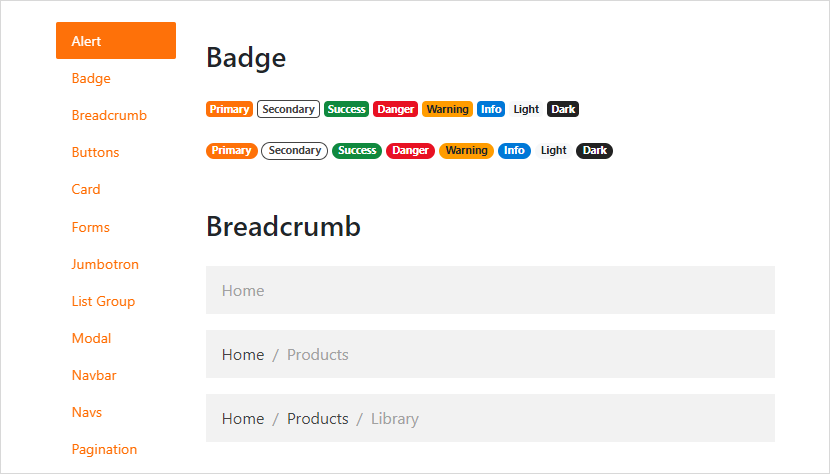 Alert
Badge
Breadcrumb
Buttons
Card
Forms
Jumbotron
List Group
Modal
Navbar
Navs
Pagination
Badge
Primary Secondary Success Danger Warning Info Light Dark
Primary Secondary Success Danger Warning Info Light Dark
Breadcrumb
Home
Home / Products
Home / Products / Library